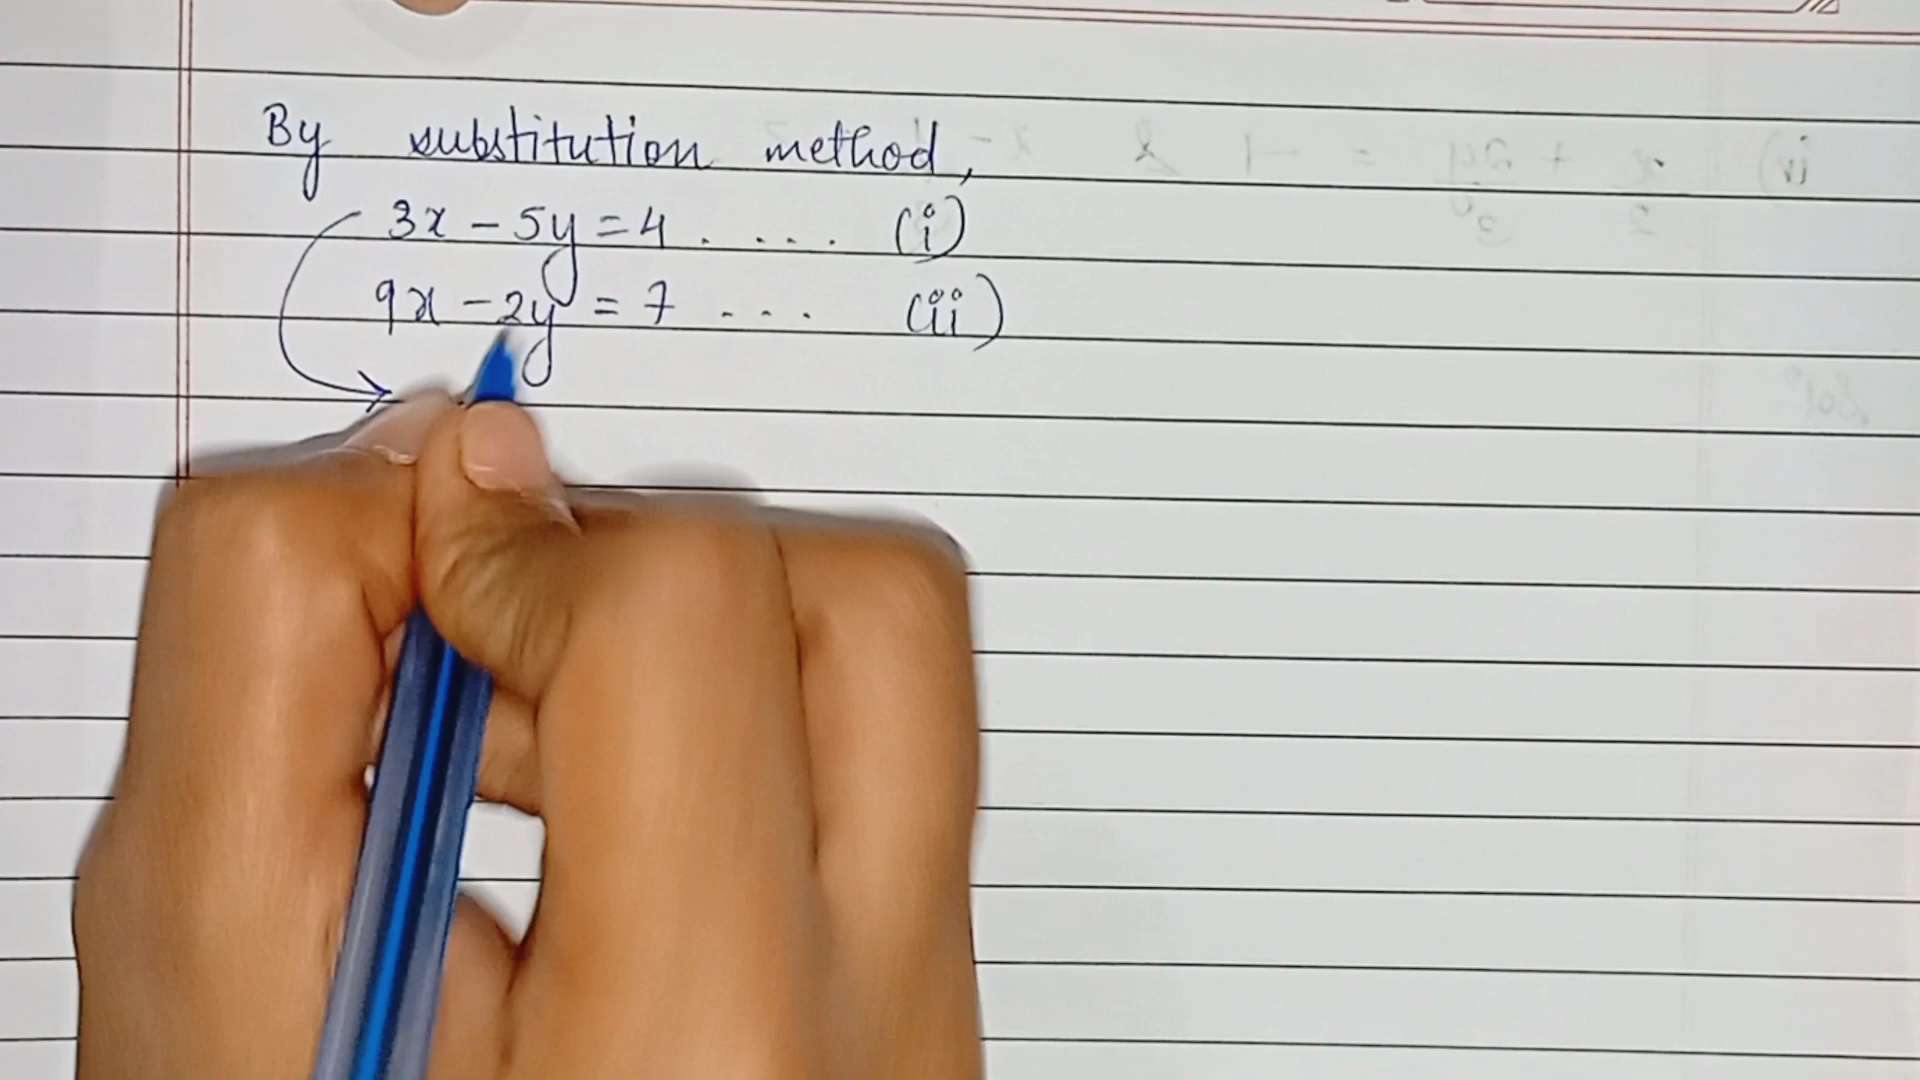 By substitution method,
3x - 5y = 4 . . . . . (i)
9x - 2y = 7 . . . (ii)